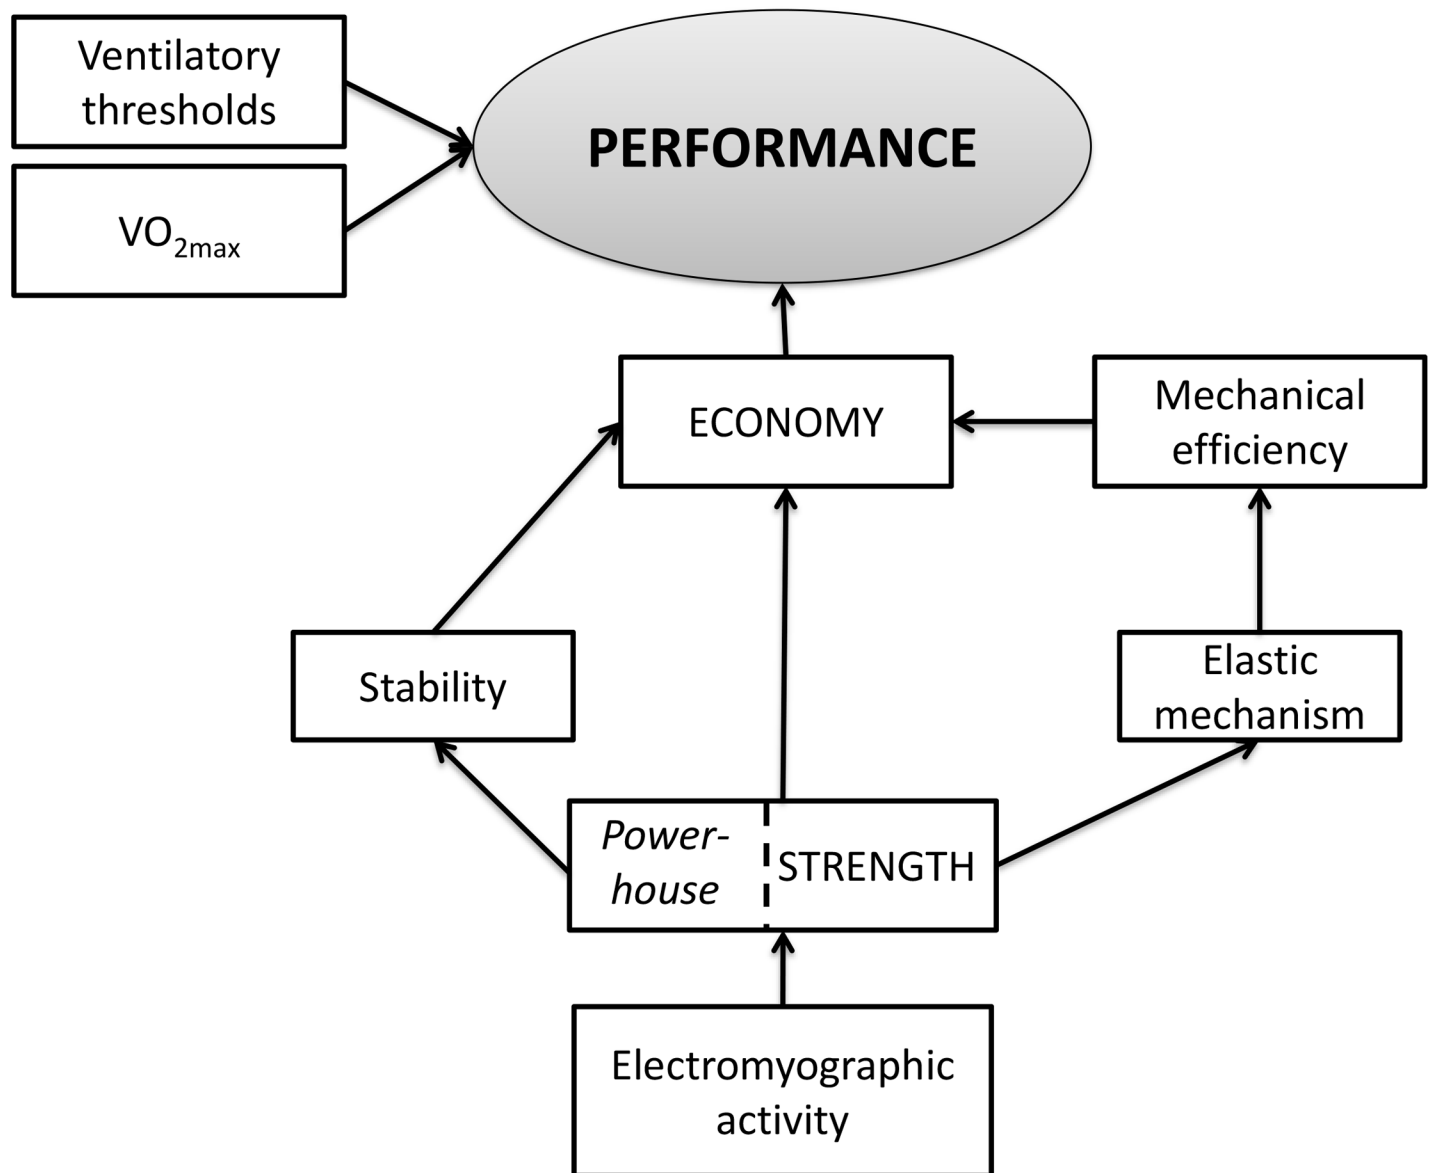 Ventilatory
thresholds
PERFORMANCE
VO2max
ECONOMY
Mechanical
efficiency
Stability
Elastic
mechanism
Power-
house
STRENGTH
Electromyographic
activity